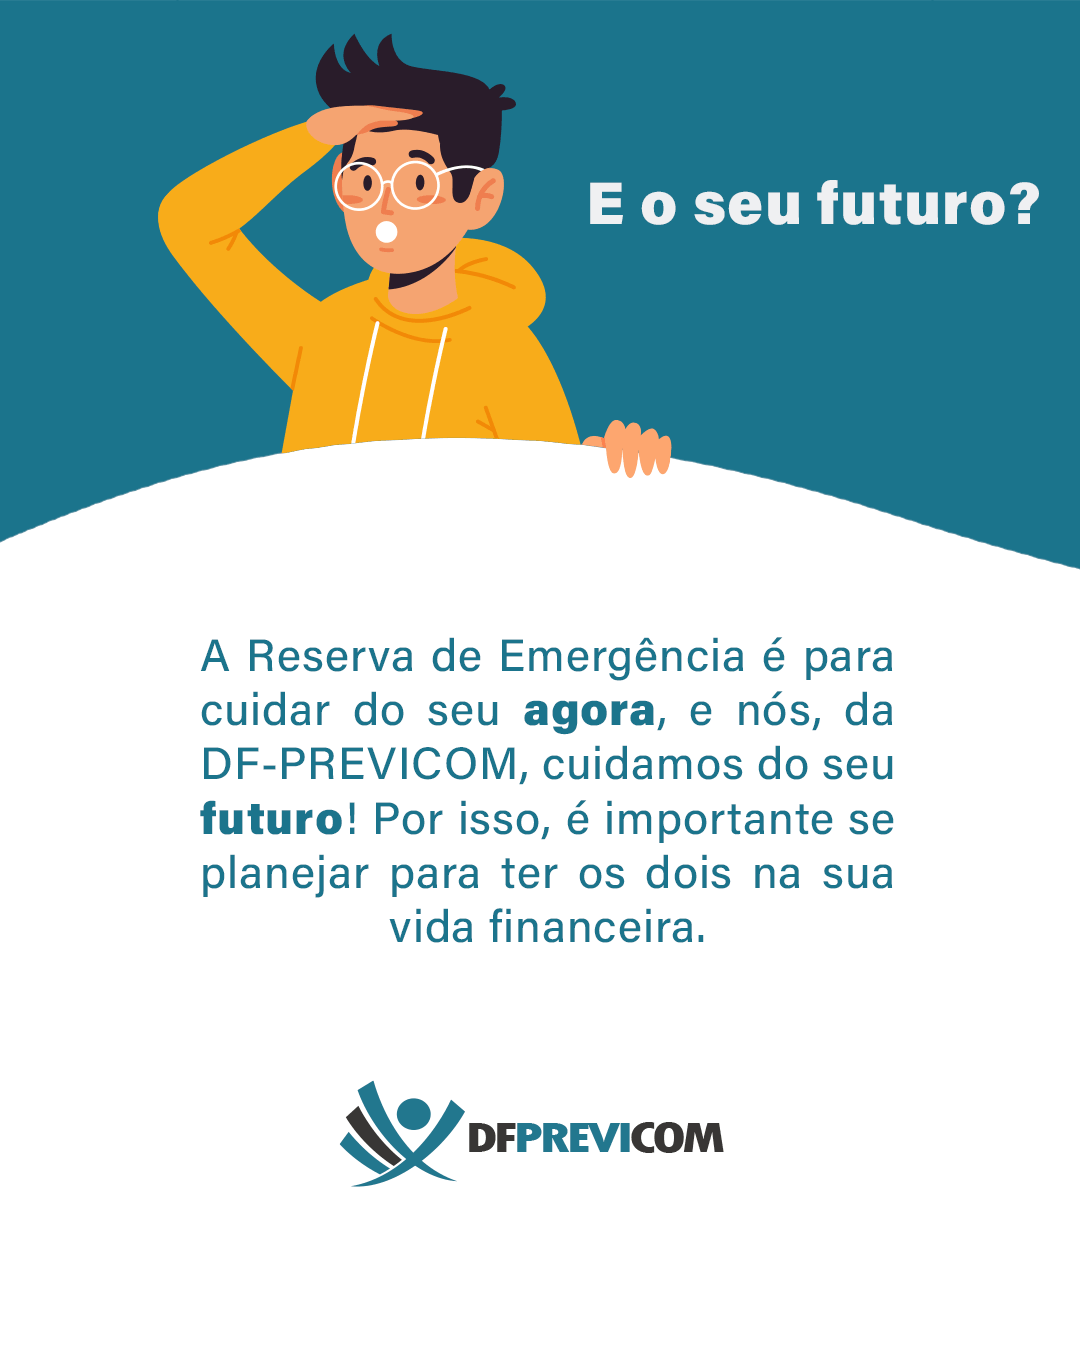 E o seu futuro?
A Reserva de Emergência é para
cuidar do seu agora, e nós, da
DF-PREVICOM, cuidamos do seu
futuro! Por isso, é importante se
planejar para ter os dois na sua
vida financeira.
DFPREVICOM